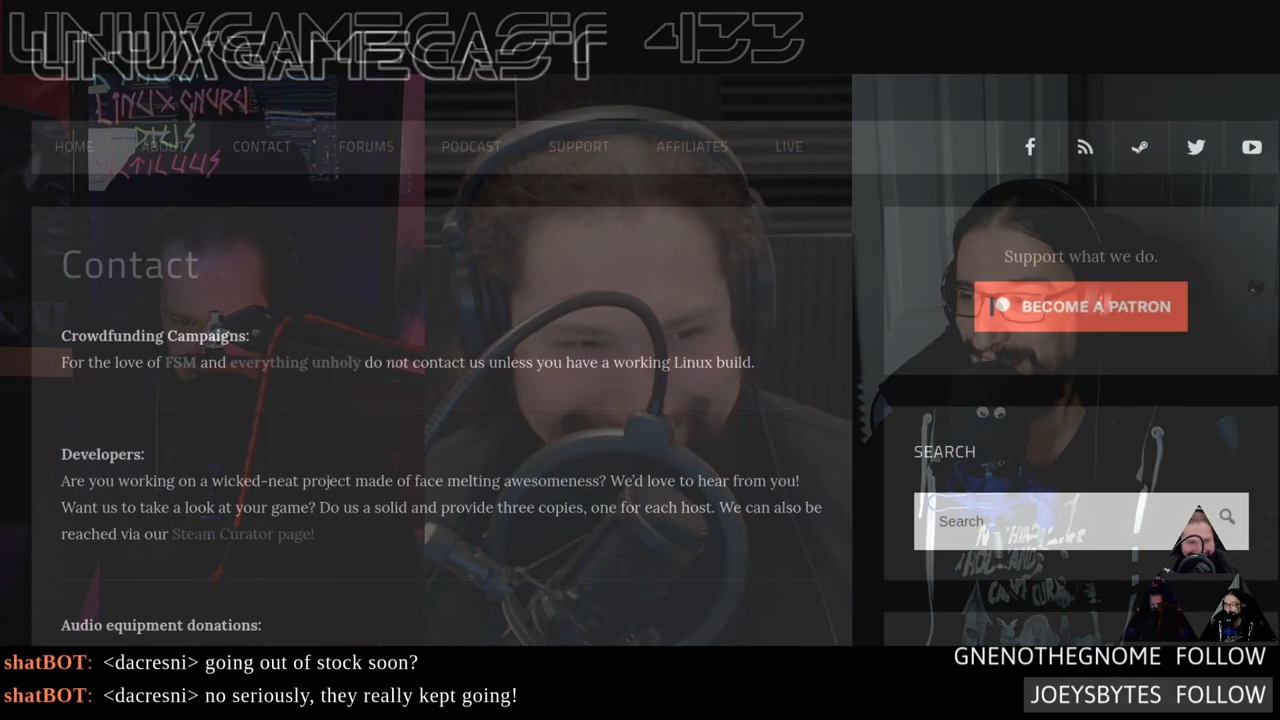 LINUXGAMECAST 433
LINUXGAMECAST
HOME ABOUT CONTACT FORUMS PODCAST SUPPORT AFFILIATES LIVE
Contact
Support what we do.
BECOME A PATRON
Crowdfunding Campaigns:
For the love of FSM and everything unholy do not contact us unless you have a working Linux build.
SEARCH
Search
Developers:
Are you working on a wicked-neat project made of face melting awesomeness? We'd love to hear from you!
Want us to take a look at your game? Do us a solid and provide three copies, one for each host. We can also be
reached via our Steam Curator page!
Audio equipment donations:
shatBOT: <dacresni> going out of stock soon?
shatBOT: <dacresni> no seriously, they really kept going!
GNENOTHEGNOME FOLLOW
JOEYSBYTES FOLLOW